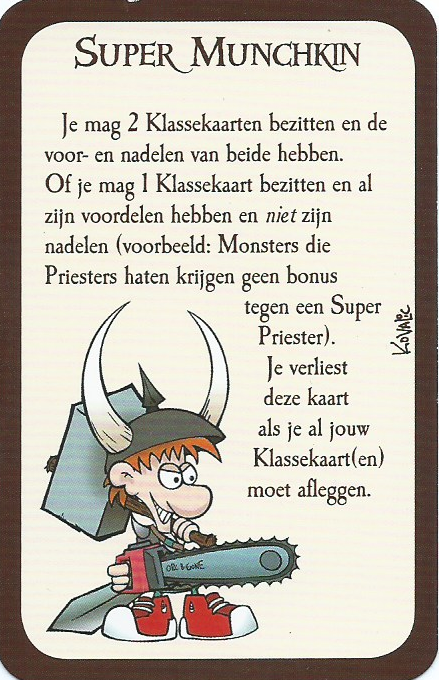 Super Munchkin
Je mag 2 Klassekaarten bezitten en de
voor- en nadelen van beide hebben.
Of je mag 1 Klassekaart bezitten en al
zijn voordelen hebben en niet zijn
nadelen (voorbeeld: Monsters die
Priesters haten krijgen geen bonus
tegen een Super
Priester).
Je verliest
deze kaart
als je al jouw
Klassekaart(en)
moet afleggen.
Kovalic
ORC-B-GONE